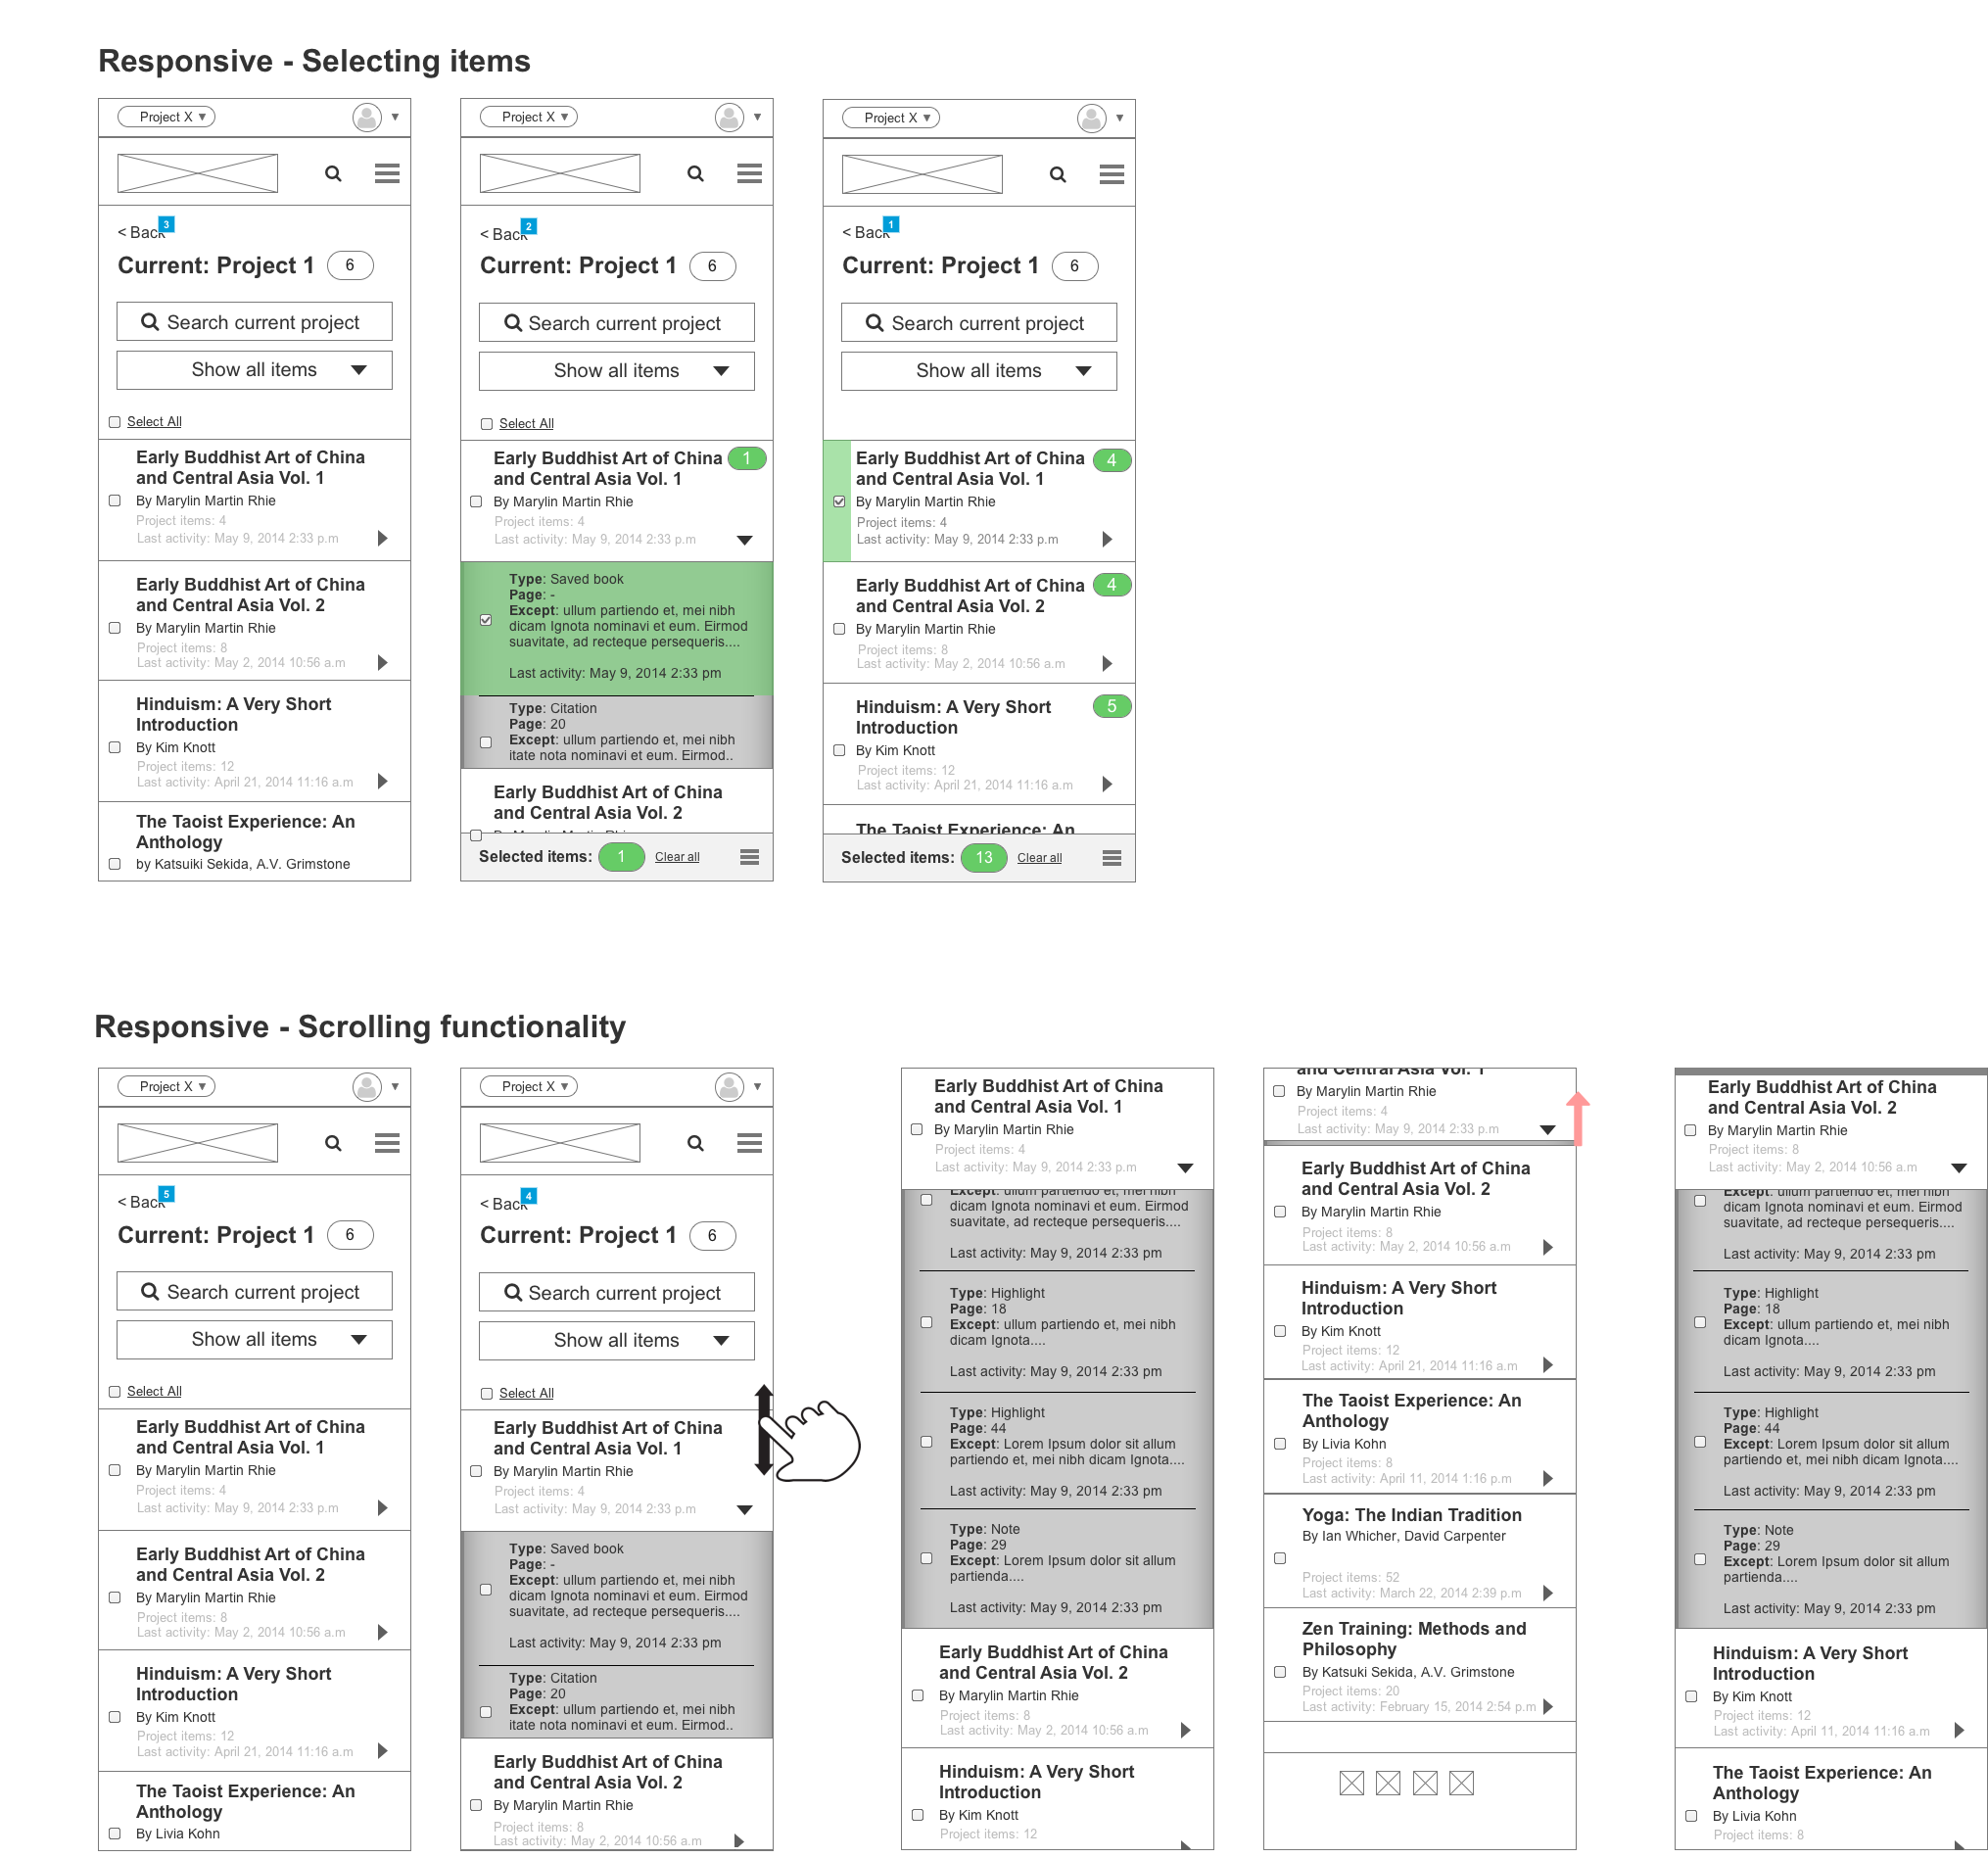 Responsive - Selecting items
Project X
3
< Back
Current: Project 1 6
Search current project
Show all items
Select All
Early Buddhist Art of China
and Central Asia Vol. 1
By Marylin Martin Rhie
Project items: 4
Last activity: May 9, 2014 2:33 p.m
Early Buddhist Art of China
and Central Asia Vol. 2
By Marylin Martin Rhie
Project items: 8
Last activity: May 2, 2014 10:56 a.m
Hinduism: A Very Short
Introduction
By Kim Knott
Project items: 12
Last activity: April 21, 2014 11:16 a.m
The Taoist Experience: An
Anthology
by Katsuiki Sekida, A.V. Grimstone
Project X
2
< Back
Current: Project 1 6
Search current project
Show all items
Select All
Early Buddhist Art of China 1
and Central Asia Vol. 1
By Marylin Martin Rhie
Project items: 4
Last activity: May 9, 2014 2:33 p.m
Type: Saved book
Page: -
Except: ullum partiendo et, mei nibh
dicam Ignota nominavi et eum. Eirmod
suavitate, ad recteque persequeris....
Last activity: May 9, 2014 2:33 pm
Type: Citation
Page: 20
Except: ullum partiendo et, mei nibh
itate nota nominavi et eum. Eirmod..
Early Buddhist Art of China
and Central Asia Vol. 2
Selected items: 1 Clear all
Project X
1
< Back
Current: Project 1 6
Search current project
Show all items
Early Buddhist Art of China 4
and Central Asia Vol. 1
By Marylin Martin Rhie
Project items: 4
Last activity: May 9, 2014 2:33 p.m
Early Buddhist Art of China 4
and Central Asia Vol. 2
By Marylin Martin Rhie
Project items: 8
Last activity: May 2, 2014 10:56 a.m
Hinduism: A Very Short 5
Introduction
By Kim Knott
Project items: 12
Last activity: April 21, 2014 11:16 a.m
The Taoist Experience: An
Selected items: 13 Clear all
Responsive - Scrolling functionality
Project X
5
< Back
Current: Project 1 6
Search current project
Show all items
Select All
Early Buddhist Art of China
and Central Asia Vol. 1
By Marylin Martin Rhie
Project items: 4
Last activity: May 9, 2014 2:33 p.m
Early Buddhist Art of China
and Central Asia Vol. 2
By Marylin Martin Rhie
Project items: 8
Last activity: May 2, 2014 10:56 a.m
Hinduism: A Very Short
Introduction
By Kim Knott
Project items: 12
Last activity: April 21, 2014 11:16 a.m
The Taoist Experience: An
Anthology
By Livia Kohn
Project X
4
< Back
Current: Project 1 6
Search current project
Show all items
Select All
Early Buddhist Art of China
and Central Asia Vol. 1
By Marylin Martin Rhie
Project items: 4
Last activity: May 9, 2014 2:33 p.m
Type: Saved book
Page: -
Except: ullum partiendo et, mei nibh
dicam Ignota nominavi et eum. Eirmod
suavitate, ad recteque persequeris....
Last activity: May 9, 2014 2:33 pm
Type: Citation
Page: 20
Except: ullum partiendo et, mei nibh
itate nota nominavi et eum. Eirmod..
Early Buddhist Art of China
and Central Asia Vol. 2
By Marylin Martin Rhie
Project items: 8
Last activity: May 2, 2014 10:56 a.m
Early Buddhist Art of China
and Central Asia Vol. 1
By Marylin Martin Rhie
Project items: 4
Last activity: May 9, 2014 2:33 p.m
Except: ullum partiendo et, mei nibh
dicam Ignota nominavi et eum. Eirmod
suavitate, ad recteque persequeris....
Last activity: May 9, 2014 2:33 pm
Type: Highlight
Page: 18
Except: ullum partiendo et, mei nibh
dicam Ignota....
Last activity: May 9, 2014 2:33 pm
Type: Highlight
Page: 44
Except: Lorem Ipsum dolor sit allum
partiendo et, mei nibh dicam Ignota....
Last activity: May 9, 2014 2:33 pm
Type: Note
Page: 29
Except: Lorem Ipsum dolor sit allum
partienda....
Last activity: May 9, 2014 2:33 pm
Early Buddhist Art of China
and Central Asia Vol. 2
By Marylin Martin Rhie
Project items: 8
Last activity: May 2, 2014 10:56 a.m
Hinduism: A Very Short
Introduction
By Kim Knott
Project items: 12
and Central Asia Vol. 1
By Marylin Martin Rhie
Project items: 4
Last activity: May 9, 2014 2:33 p.m
Early Buddhist Art of China
and Central Asia Vol. 2
By Marylin Martin Rhie
Project items: 8
Last activity: May 2, 2014 10:56 a.m
Hinduism: A Very Short
Introduction
By Kim Knott
Project items: 12
Last activity: April 21, 2014 11:16 a.m
The Taoist Experience: An
Anthology
By Livia Kohn
Project items: 8
Last activity: April 11, 2014 1:16 p.m
Yoga: The Indian Tradition
By Ian Whicher, David Carpenter
Project items: 52
Last activity: March 22, 2014 2:39 p.m
Zen Training: Methods and
Philosophy
By Katsuki Sekida, A.V. Grimstone
Project items: 20
Last activity: February 15, 2014 2:54 p.m
Early Buddhist Art of China
and Central Asia Vol. 2
By Marylin Martin Rhie
Project items: 8
Last activity: May 2, 2014 10:56 a.m
Except: ullum partiendo et, mei nibh
dicam Ignota nominavi et eum. Eirmod
suavitate, ad recteque persequeris....
Last activity: May 9, 2014 2:33 pm
Type: Highlight
Page: 18
Except: ullum partiendo et, mei nibh
dicam Ignota....
Last activity: May 9, 2014 2:33 pm
Type: Highlight
Page: 44
Except: Lorem Ipsum dolor sit allum
partiendo et, mei nibh dicam Ignota....
Last activity: May 9, 2014 2:33 pm
Type: Note
Page: 29
Except: Lorem Ipsum dolor sit allum
partienda....
Last activity: May 9, 2014 2:33 pm
Hinduism: A Very Short
Introduction
By Kim Knott
Project items: 12
Last activity: April 11, 2014 11:16 a.m
The Taoist Experience: An
Anthology
By Livia Kohn
Project items: 8